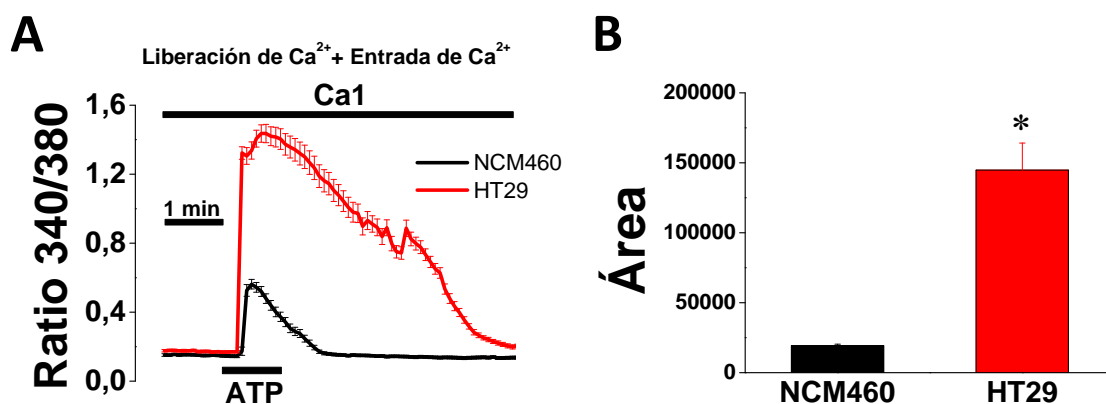 A
Liberación de Ca2++ Entrada de Ca2+
Ca1
Ratio 340/380
1,6
1,2
0,8
0,4
0,0
1 min
NCM460
HT29
ATP
B
Área
200000
150000
100000
50000
0
*
NCM460
HT29